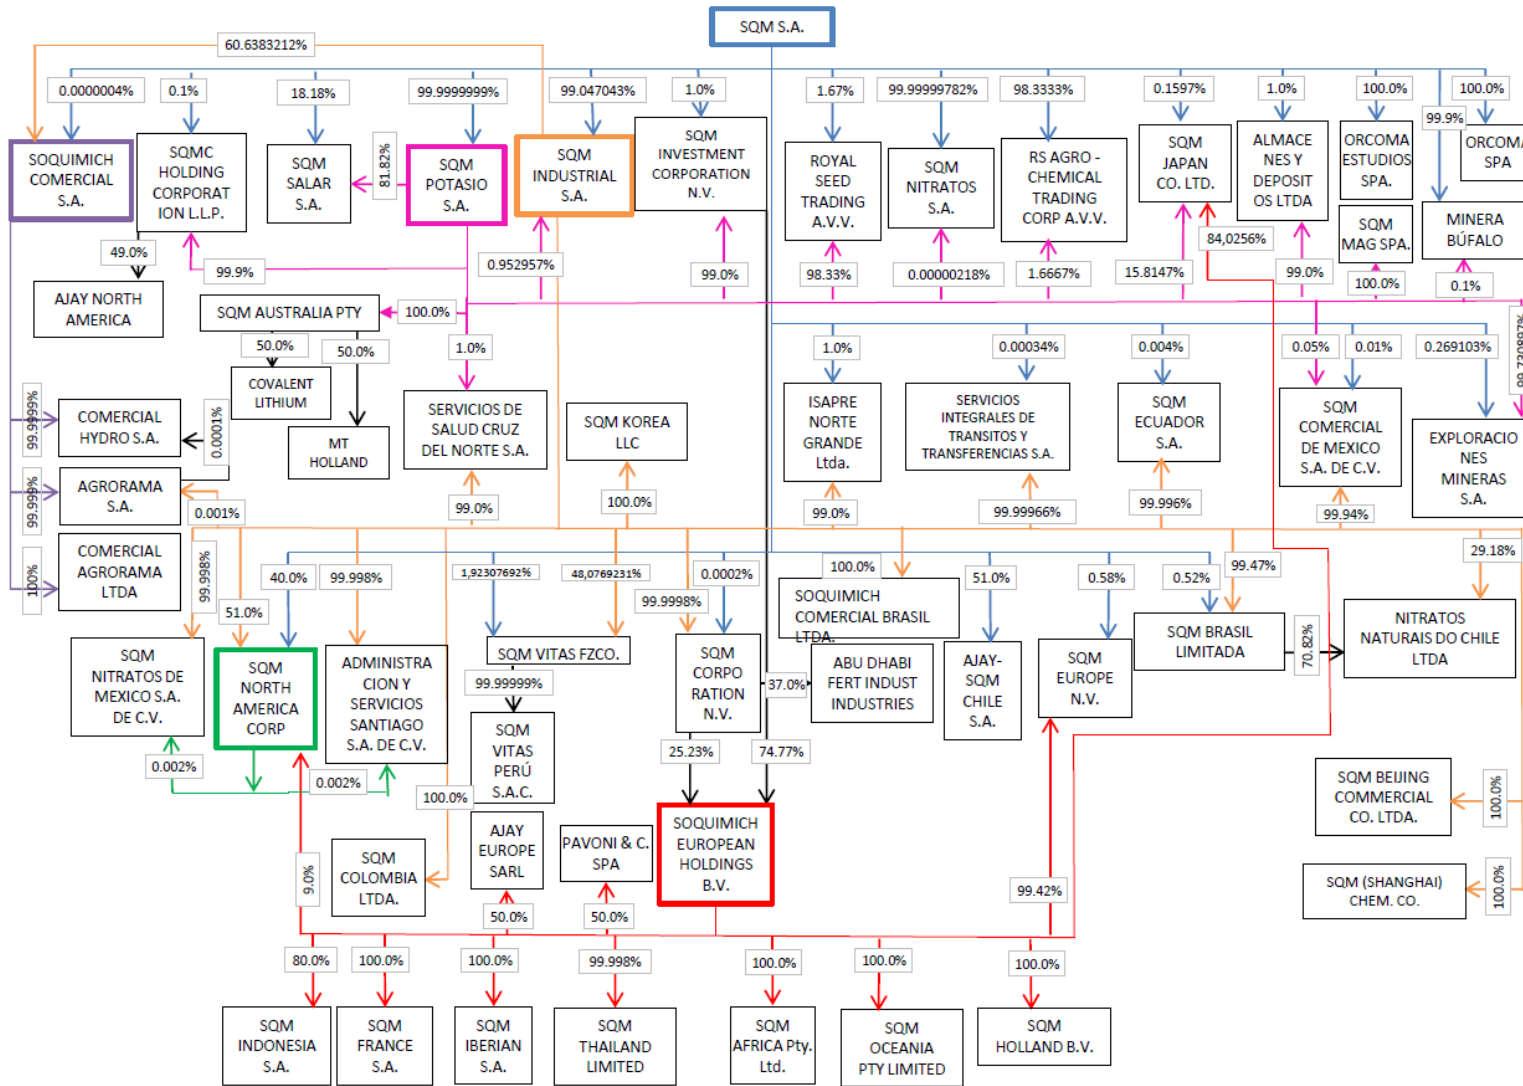 SQM S.A.
60.6383212%
0.0000004%
0.1%
18.18%
99.9999999%
99.047043%
1.0%
1.67%
99.99999782%
98.3333%
0.1597%
1.0%
100.0%
99.9%
100.0%
SOQUIMICH
COMERCIAL
S.A.
SQMC
HOLDING
CORPORAT
ION L.L.P.
SQM
SALAR
S.A.
81.82%
SQM
POTASIO
S.A.
SQM
INDUSTRIAL
S.A.
SQM
INVESTMENT
CORPORATION
N.V.
ROYAL
SEED
TRADING
A.V.V.
SQM
NITRATOS
S.A.
RS AGRO -
CHEMICAL
TRADING
CORP A.V.V.
SQM
JAPAN
CO. LTD.
ALMACE
NES Y
DEPOSIT
OS LTDA
ORCOMA
ESTUDIOS
SPA.
ORCOMA
SPA
SQM
MAG SPA.
MINERA
BÚFALO
49.0%
99.9%
0.952957%
99.0%
98.33%
0.00000218%
1.6667%
15.8147%
84,0256%
99.0%
100.0%
0.1%
AJAY NORTH
AMERICA
SQM AUSTRALIA PTY
100.0%
50.0%
50.0%
1.0%
1.0%
0.00034%
0.004%
0.05%
0.01%
0.269103%
99.730897%
COVALENT
LITHIUM
MT
HOLLAND
99.9999%
COMERCIAL
HYDRO S.A.
0.0001%
SERVICIOS DE
SALUD CRUZ
DEL NORTE S.A.
SQM KOREA
LLC
ISAPRE
NORTE
GRANDE
Ltda.
SERVICIOS
INTEGRALES DE
TRANSITOS Y
TRANSFERENCIAS S.A.
SQM
ECUADOR
S.A.
SQM
COMERCIAL
DE MEXICO
S.A. DE C.V.
EXPLORACIO
NES
MINERAS
S.A.
99.999%
AGRORAMA
S.A.
0.001%
99.0%
100.0%
99.0%
99.99966%
99.996%
99.94%
100%
COMERCIAL
AGRORAMA
LTDA
99.998%
51.0%
40.0%
99.998%
1,92307692%
48,0769231%
99.9998%
0.0002%
100.0%
51.0%
0.58%
0.52%
99.47%
29.18%
SQM
NITRATOS DE
MEXICO S.A.
DE C.V.
SQM
NORTH
AMERICA
CORP
ADMINISTRA
CION Y
SERVICIOS
SANTIAGO
S.A. DE C.V.
SQM VITAS FZCO.
99.99999%
SQM
VITAS
PERÚ
S.A.C.
SQM
CORPO
RATION
N.V.
37.0%
SOQUIMICH
COMERCIAL BRASIL
LTDA.
ABU DHABI
FERT INDUST
INDUSTRIES
AJAY-
SQM
CHILE
S.A.
SQM
EUROPE
N.V.
SQM BRASIL
LIMITADA
70.82%
NITRATOS
NATURAIS DO CHILE
LTDA
0.002%
0.002%
100.0%
25.23%
74.77%
SQM BEIJING
COMMERCIAL
CO. LTDA.
100.0%
SQM (SHANGHAI)
CHEM. CO.
100.0%
9.0%
SQM
COLOMBIA
LTDA.
AJAY
EUROPE
SARL
PAVONI & C.
SPA
SOQUIMICH
EUROPEAN
HOLDINGS
B.V.
50.0%
50.0%
99.42%
80.0%
100.0%
100.0%
99.998%
100.0%
100.0%
100.0%
SQM
INDONESIA
S.A.
SQM
FRANCE
S.A.
SQM
IBERIAN
S.A.
SQM
THAILAND
LIMITED
SQM
AFRICA Pty.
Ltd.
SQM
OCEANIA
PTY LIMITED
SQM
HOLLAND B.V.